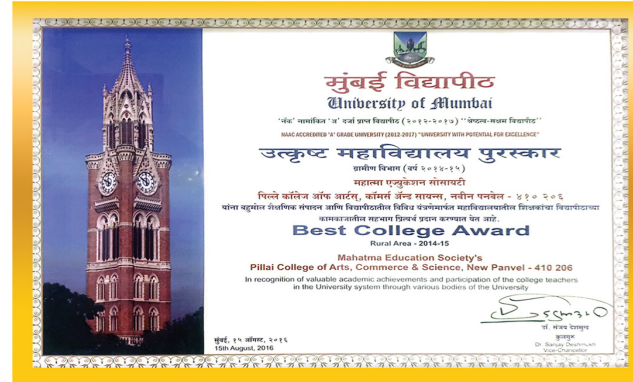 मुंबई विद्यापीठ
University of Mumbai
'नॅक' नामांकित 'अ' दर्जा प्राप्त विद्यापीठ (२०१२-२०१७) "श्रेष्ठत्व-सक्षम विद्यापीठ"
NAAC ACCREDITED 'A' GRADE UNIVERSITY (2012-2017) "UNIVERSITY WITH POTENTIAL FOR EXCELLENCE"
उत्कृष्ट महाविद्यालय पुरस्कार
ग्रामीण विभाग (वर्ष २०१४-१५)
महात्मा एज्युकेशन सोसायटी
पिल्ले कॉलेज ऑफ आर्टस्, कॉमर्स ॲन्ड सायन्स, नवीन पनवेल - ४१० २०६
यांना बहुमोल शैक्षणिक संपादन आणि विद्यापीठातील विविध यंत्रणेमार्फत महाविद्यालयातील शिक्षकांचा विद्यापीठाच्या
कामकाजातील सहभाग प्रित्यर्थ प्रदान करण्यात येत आहे.
Best College Award
Rural Area - 2014-15
Mahatma Education Society's
Pillai College of Arts, Commerce & Science, New Panvel - 410 206
In recognition of valuable academic achievements and participation of the college teachers
in the University system through various bodies of the University
डॉ. संजय देशमुख
कुलगुरु
Dr. Sanjay Deshmukh
Vice-Chancellor
मुंबई, १५ ऑगस्ट, २०१६
15th August, 2016